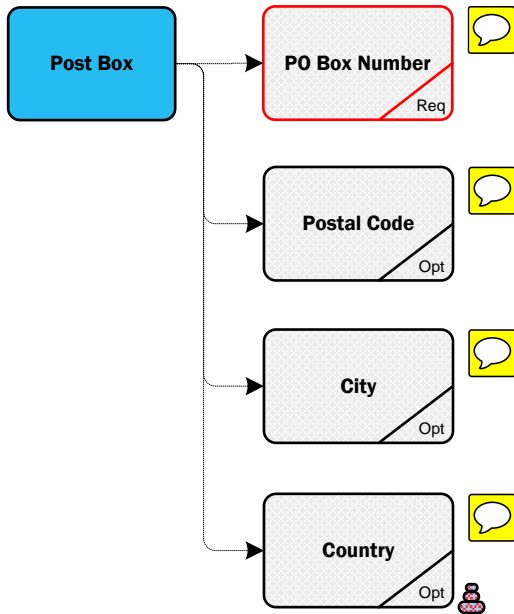 Post Box
PO Box Number
Req
Postal Code
Opt
City
Opt
Country
Opt